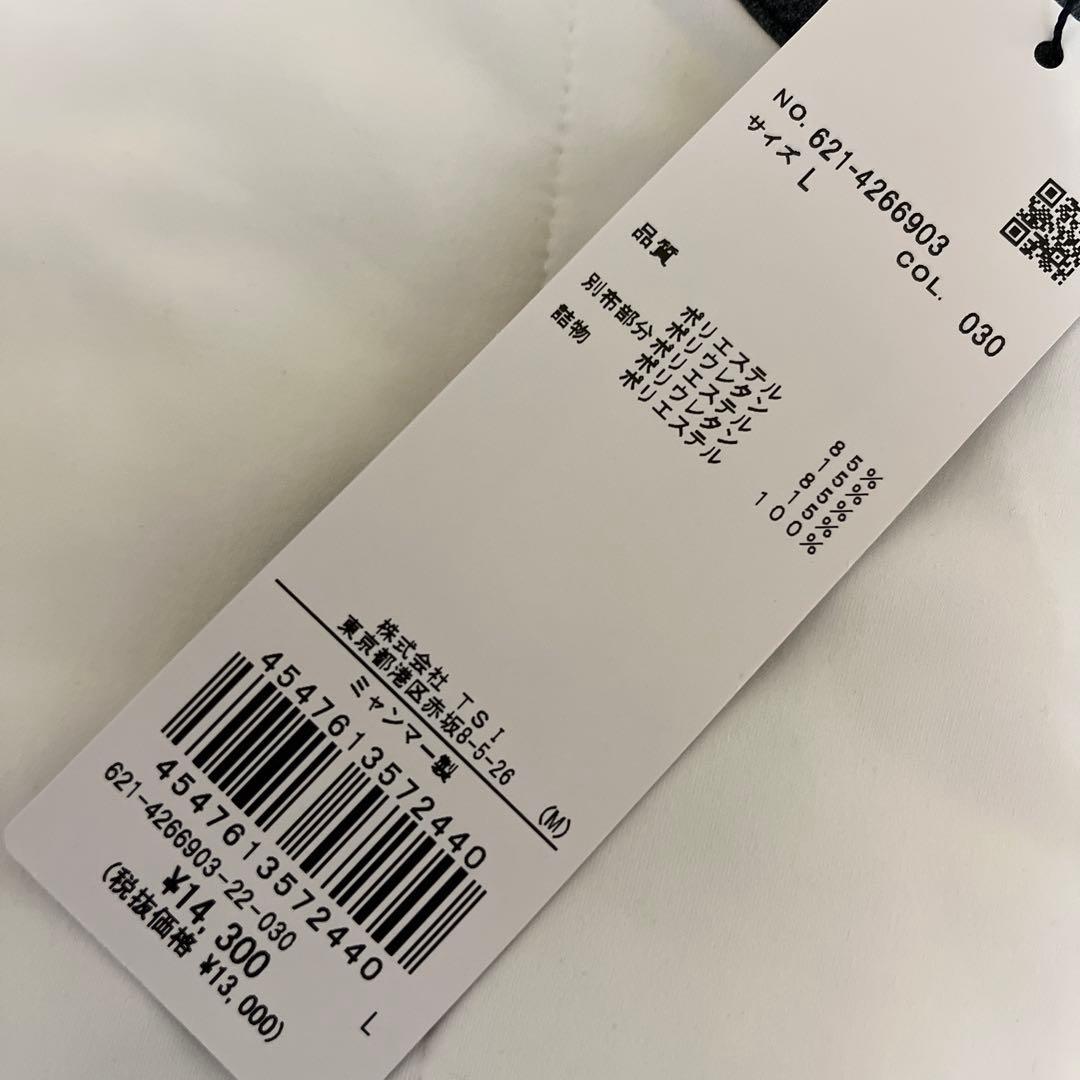 NO. 621-4266903 COL. 030
サイズ L
品質 ポリエステル 85%
ポリウレタン 15%
別布部分 ポリエステル 85%
ポリウレタン 15%
詰物 ポリエステル 100%
株式会社 TSI
東京都港区赤坂8-5-26
ミャンマー製 (M)
4547613572440
4547613572440
621-4266903-22-030 L
¥14,300
(税抜価格 ¥13,000)